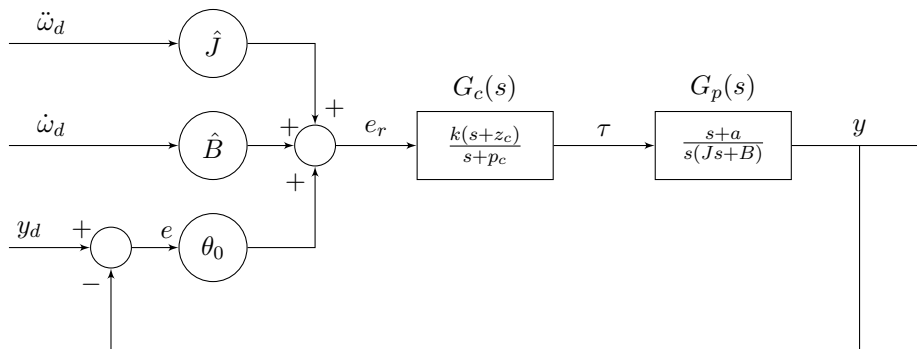 ω̈_d
Ĵ
+
G_c(s)
G_p(s)
ω̇_d
B̂
+
e_r
k(s+z_c)/(s+p_c)
τ
(s+a)/(s(Js+B))
y
+
y_d
+
e
θ_0
−